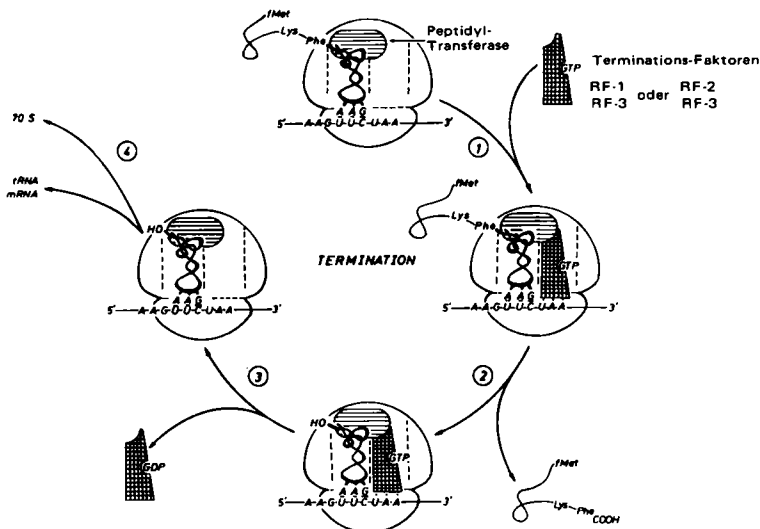 fMet
Lys
Phe
Peptidyl-
Transferase
A A G
5' A-A-G-U-U-C-U-A-A 3'
GTP
Terminations-Faktoren
RF-1 oder RF-2
RF-3 RF-3
1
70 S
4
tRNA
mRNA
HO
A A G
5' A-A-G-U-U-C-U-A-A 3'
TERMINATION
fMet
Lys
Phe
GTP
A A G
5' A-A-G-U-U-C-U-A-A 3'
3
2
GDP
HO
GTP
A A G
5' A-A-G-U-U-C-U-A-A 3'
fMet
Lys-Phe
COOH